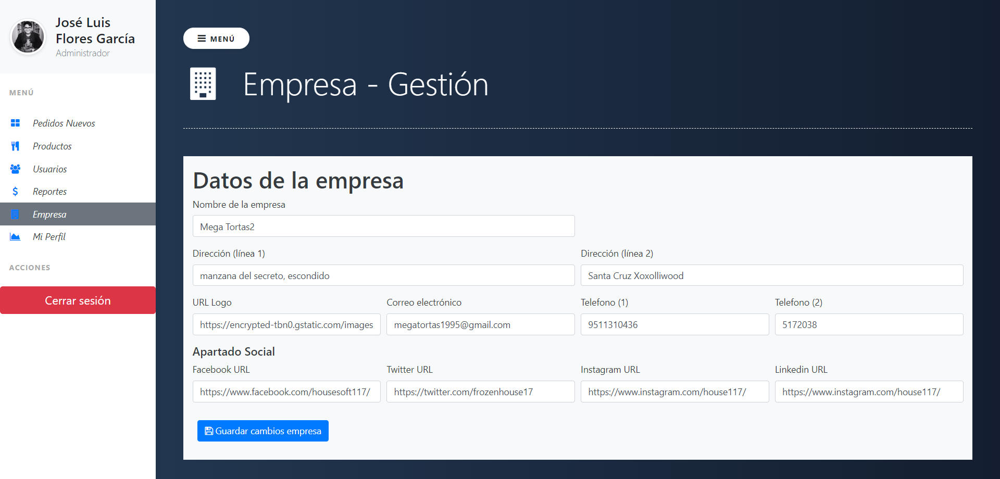 José Luis
Flores García
Administrador
MENÚ
Pedidos Nuevos
Productos
Usuarios
Reportes
Empresa
Mi Perfil
ACCIONES
Cerrar sesión
MENÚ
Empresa - Gestión
Datos de la empresa
Nombre de la empresa
Mega Tortas2
Dirección (línea 1) Dirección (línea 2)
manzana del secreto, escondido Santa Cruz Xoxolliwood
URL Logo Correo electrónico Telefono (1) Telefono (2)
https://encrypted-tbn0.gstatic.com/images megatortas1995@gmail.com 9511310436 5172038
Apartado Social
Facebook URL Twitter URL Instagram URL Linkedin URL
https://www.facebook.com/housesoft117/ https://twitter.com/frozenhouse17 https://www.instagram.com/house117/ https://www.instagram.com/house117/
Guardar cambios empresa